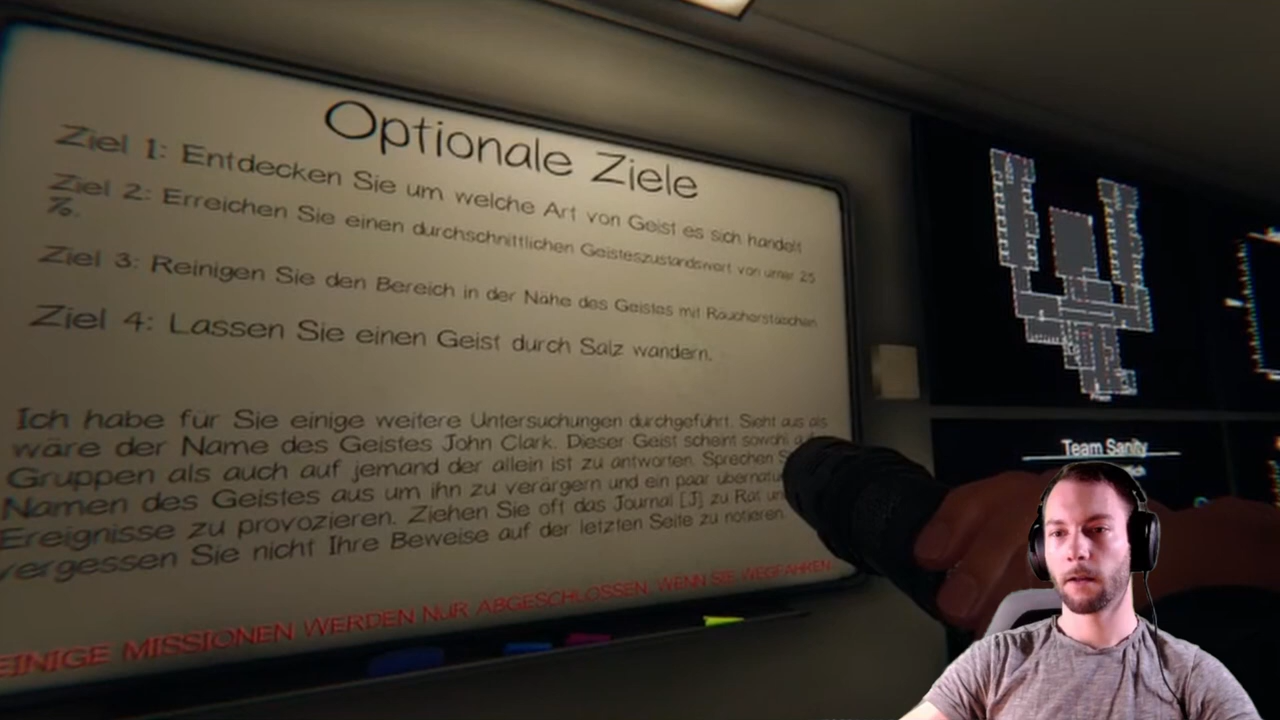 Optionale Ziele
Ziel 1: Entdecken Sie um welche Art von Geist es sich handelt
Ziel 2: Erreichen Sie einen durchschnittlichen Geisteszustandswert von unter 25
%.
Ziel 3: Reinigen Sie den Bereich in der Nähe des Geistes mit Räucherstäbchen
Ziel 4: Lassen Sie einen Geist durch Salz wandern.
Ich habe für Sie einige weitere Untersuchungen durchgeführt. Sieht aus als
wäre der Name des Geistes John Clark. Dieser Geist scheint sowohl
Gruppen als auch auf jemand der allein ist zu antworten. Sprechen
Namen des Geistes aus um ihn zu verärgern und ein paar
Ereignisse zu provozieren. Ziehen Sie oft das Journal [J] zu Rat
vergessen Sie nicht Ihre Beweise auf der letzten Seite zu notieren.
EINIGE MISSIONEN WERDEN NUR ABGESCHLOSSEN, WENN SIE WEGFAHREN.
Team Sanity